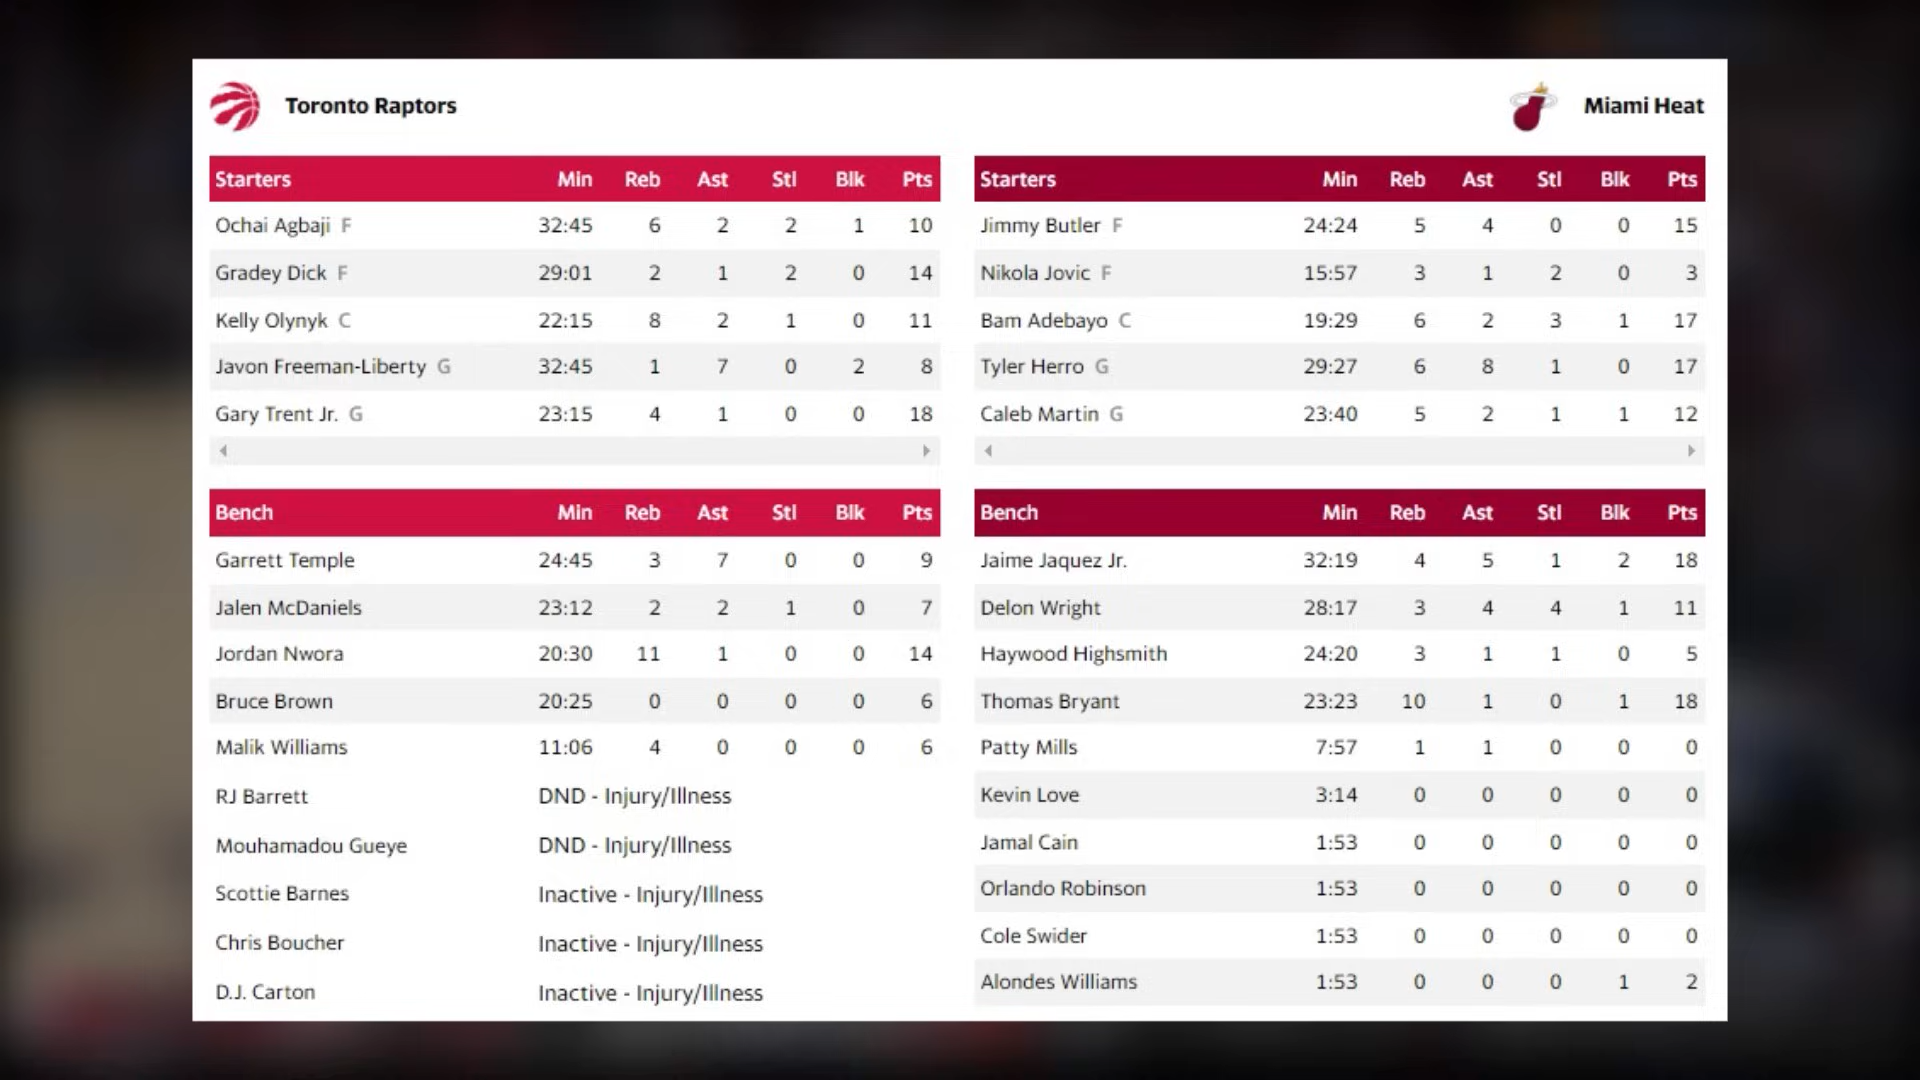 Toronto Raptors
Miami Heat
Starters Min Reb Ast Stl Blk Pts
Ochai Agbaji F 32:45 6 2 2 1 10
Gradey Dick F 29:01 2 1 2 0 14
Kelly Olynyk C 22:15 8 2 1 0 11
Javon Freeman-Liberty G 32:45 1 7 0 2 8
Gary Trent Jr. G 23:15 4 1 0 0 18
Bench Min Reb Ast Stl Blk Pts
Garrett Temple 24:45 3 7 0 0 9
Jalen McDaniels 23:12 2 2 1 0 7
Jordan Nwora 20:30 11 1 0 0 14
Bruce Brown 20:25 0 0 0 0 6
Malik Williams 11:06 4 0 0 0 6
RJ Barrett DND - Injury/Illness
Mouhamadou Gueye DND - Injury/Illness
Scottie Barnes Inactive - Injury/Illness
Chris Boucher Inactive - Injury/Illness
D.J. Carton Inactive - Injury/Illness
Starters Min Reb Ast Stl Blk Pts
Jimmy Butler F 24:24 5 4 0 0 15
Nikola Jovic F 15:57 3 1 2 0 3
Bam Adebayo C 19:29 6 2 3 1 17
Tyler Herro G 29:27 6 8 1 0 17
Caleb Martin G 23:40 5 2 1 1 12
Bench Min Reb Ast Stl Blk Pts
Jaime Jaquez Jr. 32:19 4 5 1 2 18
Delon Wright 28:17 3 4 4 1 11
Haywood Highsmith 24:20 3 1 1 0 5
Thomas Bryant 23:23 10 1 0 1 18
Patty Mills 7:57 1 1 0 0 0
Kevin Love 3:14 0 0 0 0 0
Jamal Cain 1:53 0 0 0 0 0
Orlando Robinson 1:53 0 0 0 0 0
Cole Swider 1:53 0 0 0 0 0
Alondes Williams 1:53 0 0 0 1 2